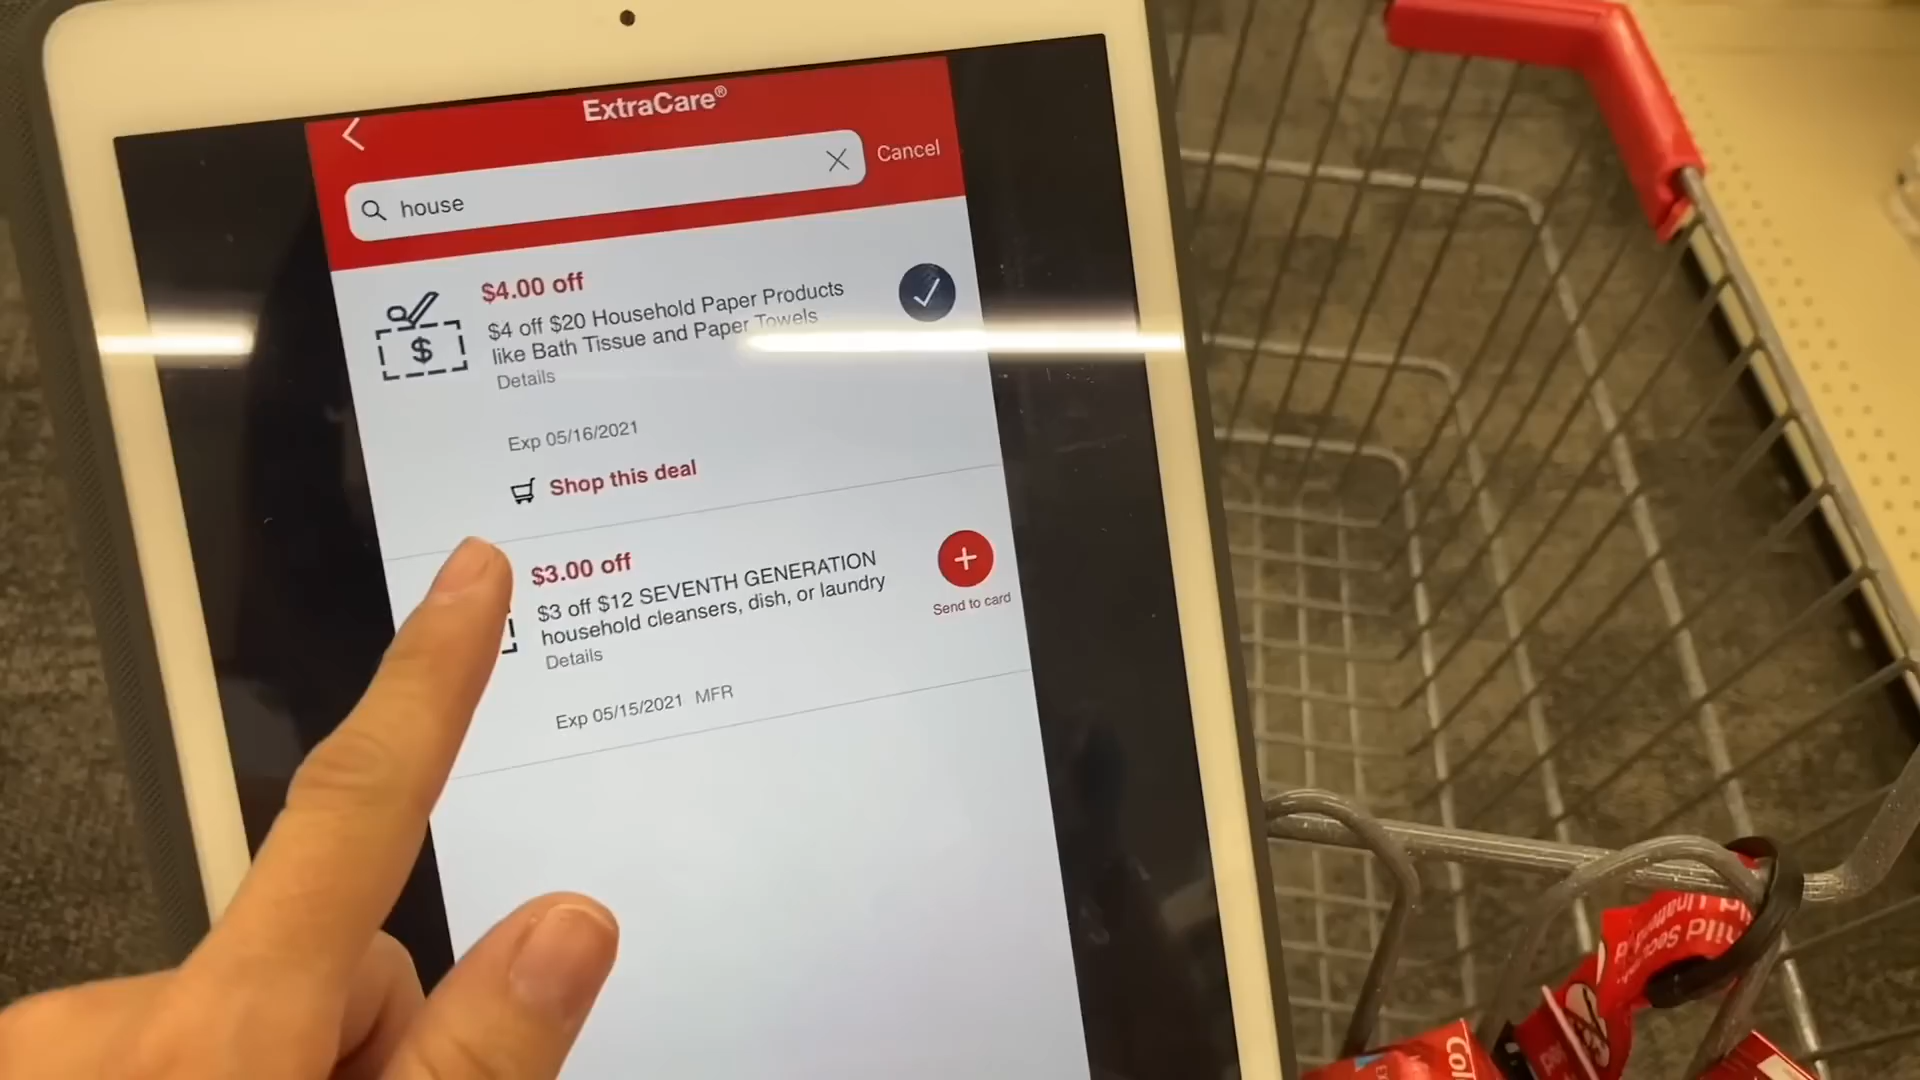 ExtraCare®
house
Cancel
$4.00 off
$4 off $20 Household Paper Products
like Bath Tissue and Paper Towels
Details
Exp 05/16/2021
Shop this deal
$3.00 off
$3 off $12 SEVENTH GENERATION
household cleansers, dish, or laundry
Details
Send to card
Exp 05/15/2021 MFR
$
Col